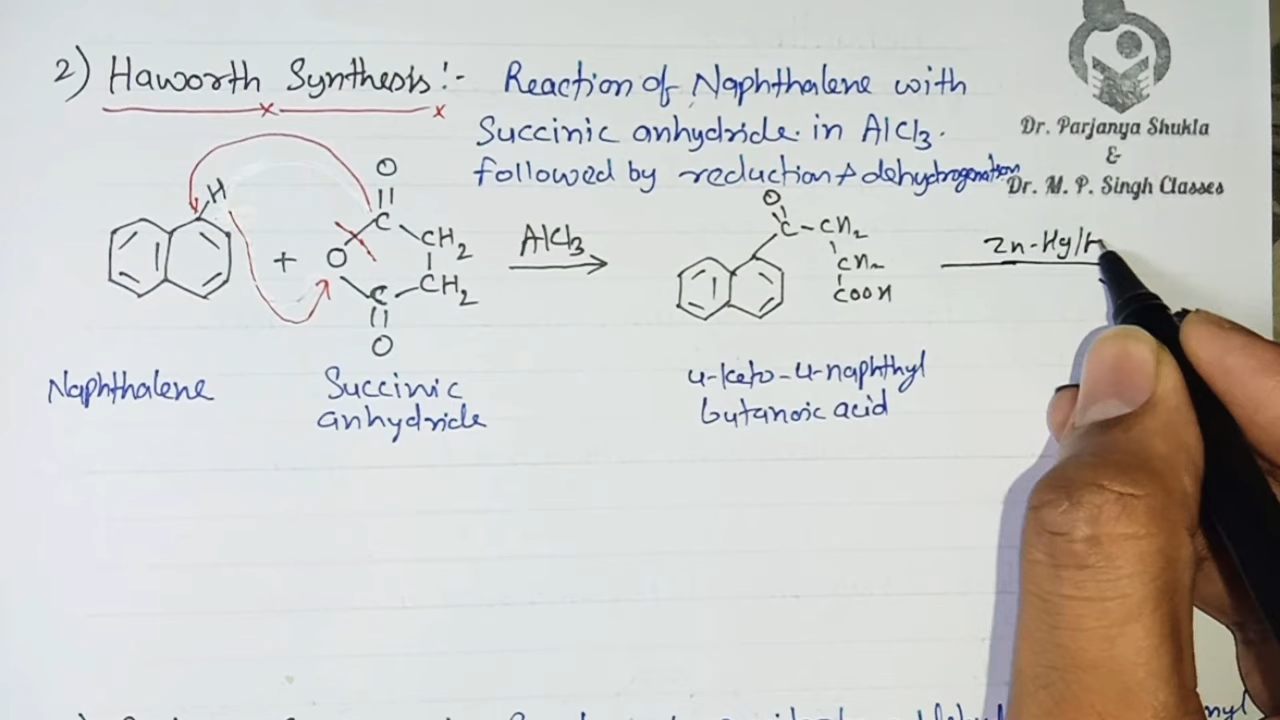 2) Haworth Synthesis :- Reaction of Naphthalene with
Succinic anhydride. in AlCl3.
followed by reduction & dehydrogenation
Dr. Parjanya Shukla
&
Dr. M. P. Singh Classes
H
O
C
CH2
O
CH2
C
O
+
AlCl3
O
C-CH2
CH2
COOH
Zn-Hg/H
Naphthalene
Succinic
anhydride
4-keto-4-naphthyl
butanoic acid